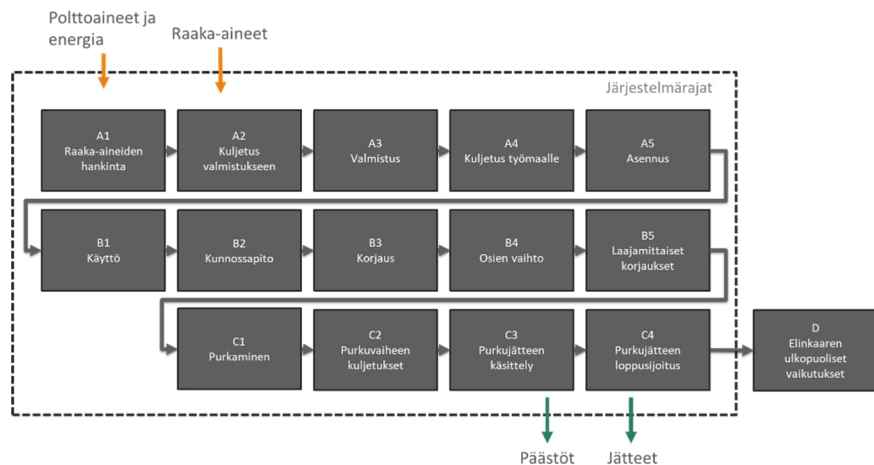 Polttoaineet ja
energia
Raaka-aineet
Järjestelmärajat
A1
Raaka-aineiden
hankinta
A2
Kuljetus
valmistukseen
A3
Valmistus
A4
Kuljetus työmaalle
A5
Asennus
B1
Käyttö
B2
Kunnossapito
B3
Korjaus
B4
Osien vaihto
B5
Laajamittaiset
korjaukset
C1
Purkaminen
C2
Purkuvaiheen
kuljetukset
C3
Purkujätteen
käsittely
C4
Purkujätteen
loppusijoitus
D
Elinkaaren
ulkopuoliset
vaikutukset
Päästöt
Jätteet